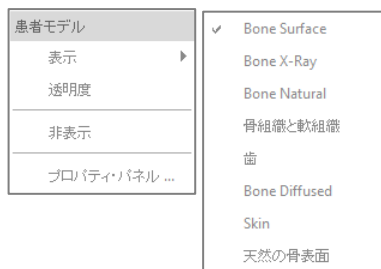 患者モデル
表示
透明度
非表示
プロパティ・パネル ...
Bone Surface
Bone X-Ray
Bone Natural
骨組織と軟組織
歯
Bone Diffused
Skin
天然の骨表面